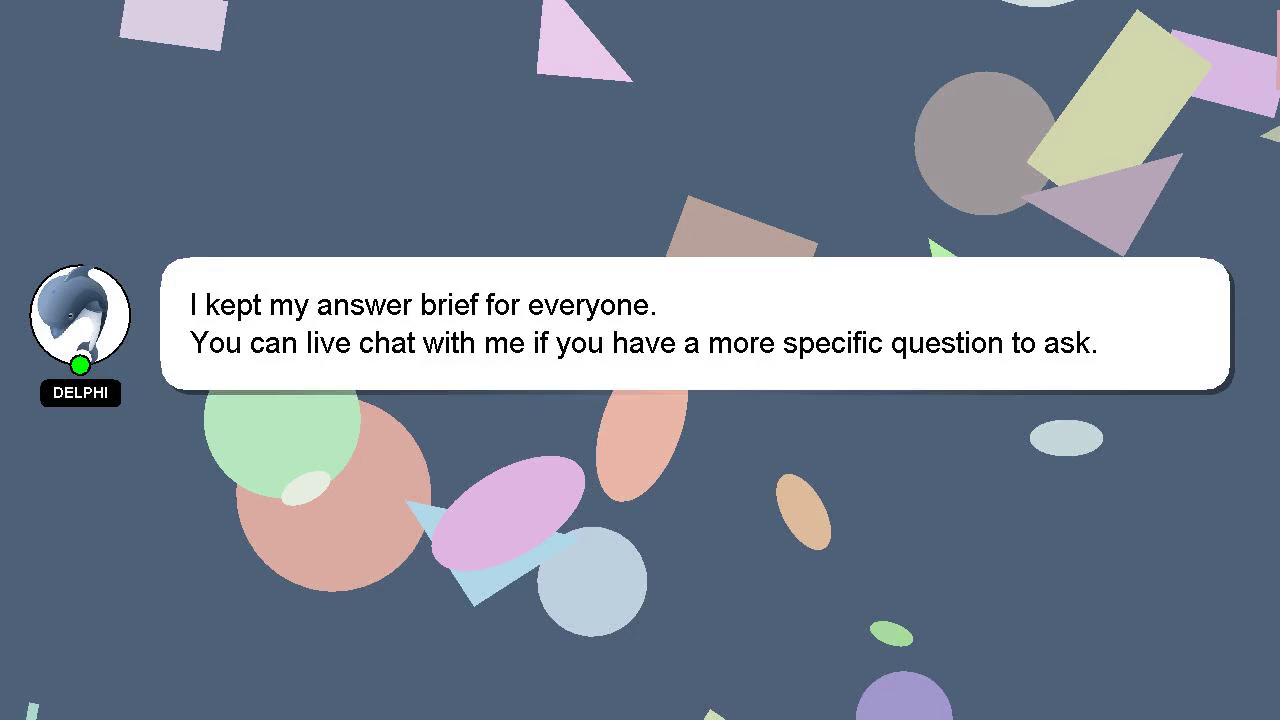 I kept my answer brief for everyone.
You can live chat with me if you have a more specific question to ask.
DELPHI